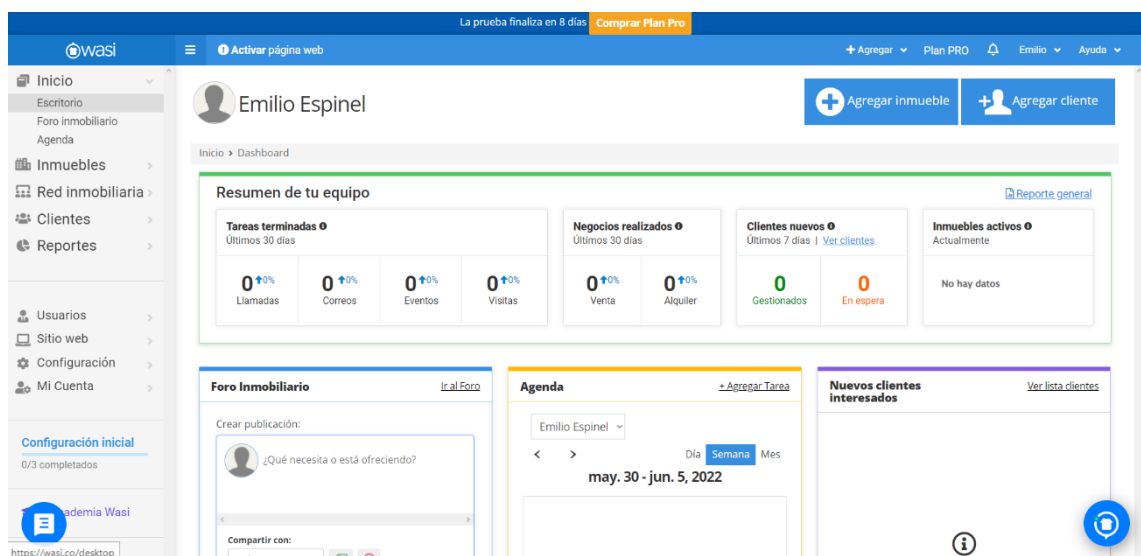 La prueba finaliza en 8 días Comprar Plan Pro
wasi
Activar página web
+ Agregar Plan PRO Emilio Ayuda
Inicio
Escritorio
Foro inmobiliario
Agenda
Inmuebles
Red inmobiliaria
Clientes
Reportes
Usuarios
Sitio web
Configuración
Mi Cuenta
Configuración inicial
0/3 completados
ademia Wasi
https://wasi.co/desktop
Emilio Espinel
Agregar inmueble
Agregar cliente
Inicio > Dashboard
Resumen de tu equipo
Reporte general
Tareas terminadas
Últimos 30 días
0 0% 0 0% 0 0% 0 0%
Llamadas Correos Eventos Visitas
Negocios realizados
Últimos 30 días
0 0% 0 0%
Venta Alquiler
Clientes nuevos
Últimos 7 días | Ver clientes
0 0
Gestionados En espera
Inmuebles activos
Actualmente
No hay datos
Foro Inmobiliario Ir al Foro
Crear publicación:
¿Qué necesita o está ofreciendo?
Compartir con:
Agenda + Agregar Tarea
Emilio Espinel
< > Día Semana Mes
may. 30 - jun. 5, 2022
Nuevos clientes
interesados
Ver lista clientes